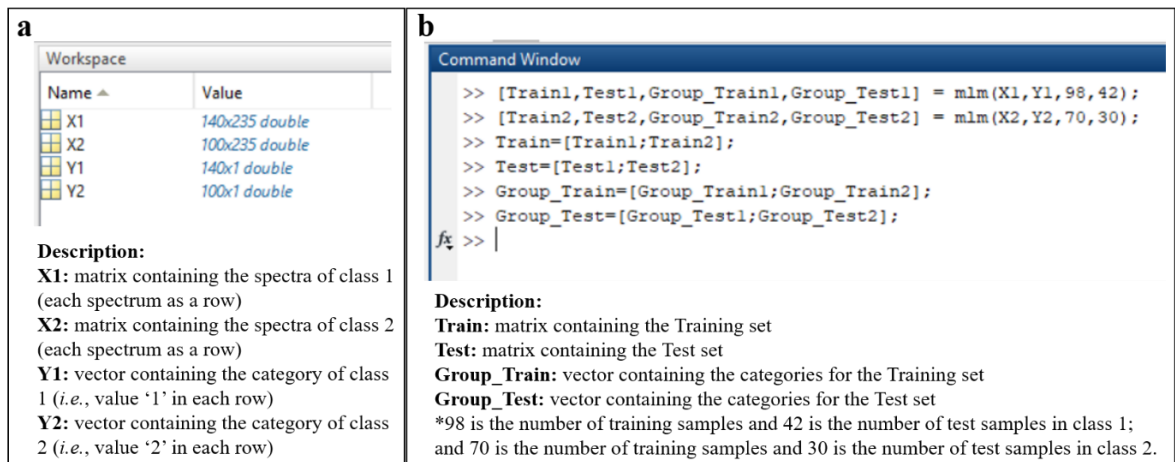 a
Workspace
Name Value
X1 140x235 double
X2 100x235 double
Y1 140x1 double
Y2 100x1 double
Description:
X1: matrix containing the spectra of class 1
(each spectrum as a row)
X2: matrix containing the spectra of class 2
(each spectrum as a row)
Y1: vector containing the category of class
1 (i.e., value ‘1’ in each row)
Y2: vector containing the category of class
2 (i.e., value ‘2’ in each row)
b
Command Window
>> [Train1,Test1,Group_Train1,Group_Test1] = mlm(X1,Y1,98,42);
>> [Train2,Test2,Group_Train2,Group_Test2] = mlm(X2,Y2,70,30);
>> Train=[Train1;Train2];
>> Test=[Test1;Test2];
>> Group_Train=[Group_Train1;Group_Train2];
>> Group_Test=[Group_Test1;Group_Test2];
fx >>
Description:
Train: matrix containing the Training set
Test: matrix containing the Test set
Group_Train: vector containing the categories for the Training set
Group_Test: vector containing the categories for the Test set
*98 is the number of training samples and 42 is the number of test samples in class 1;
and 70 is the number of training samples and 30 is the number of test samples in class 2.